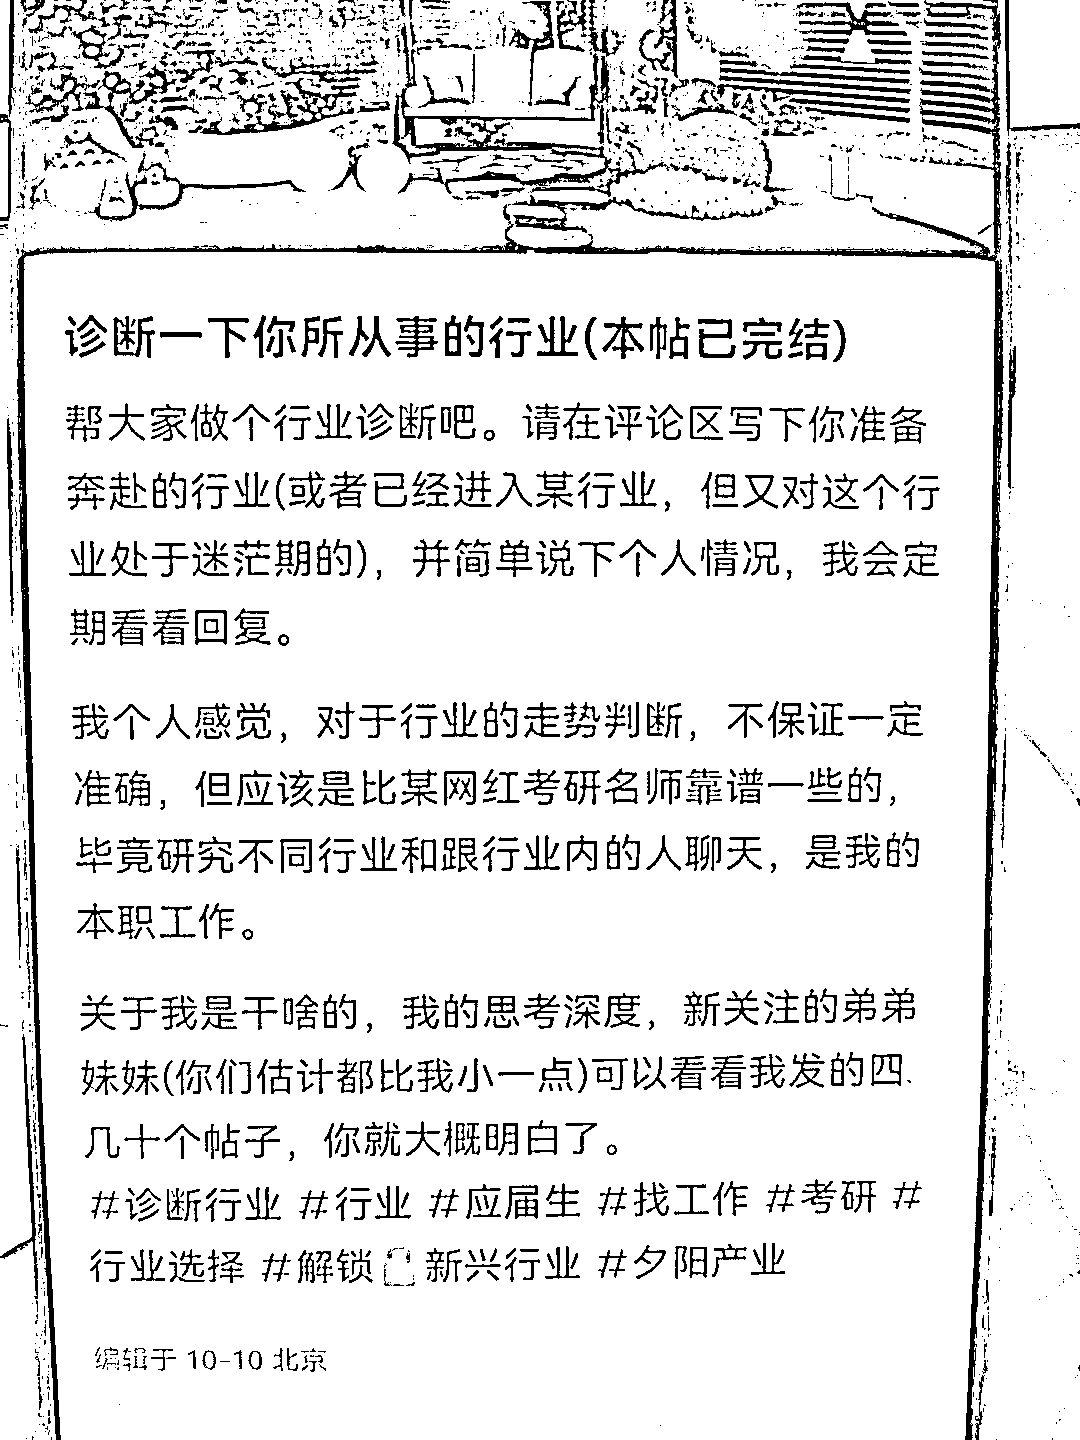 诊断一下你所从事的行业(本帖已完结)
帮大家做个行业诊断吧。请在评论区写下你准备
奔赴的行业(或者已经进入某行业，但又对这个行
业处于迷茫期的)，并简单说下个人情况，我会定
期看看回复。
我个人感觉，对于行业的走势判断，不保证一定
准确，但应该是比某网红考研名师靠谱一些的，
毕竟研究不同行业和跟行业内的人聊天，是我的
本职工作。
关于我是干啥的，我的思考深度，新关注的弟弟
妹妹(你们估计都比我小一点)可以看看我发的四、
几十个帖子，你就大概明白了。
#诊断行业 #行业 #应届生 #找工作 #考研 #
行业选择 #解锁 新兴行业 #夕阳产业
编辑于 10-10 北京